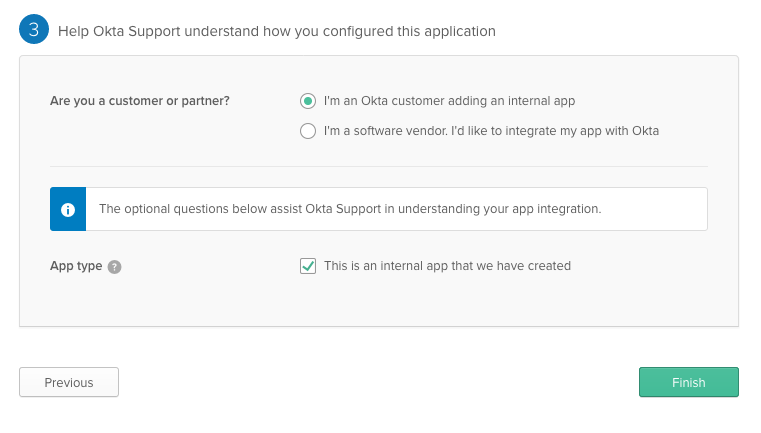 3 Help Okta Support understand how you configured this application
Are you a customer or partner?
I'm an Okta customer adding an internal app
I'm a software vendor. I'd like to integrate my app with Okta
The optional questions below assist Okta Support in understanding your app integration.
App type ?
This is an internal app that we have created
Previous
Finish